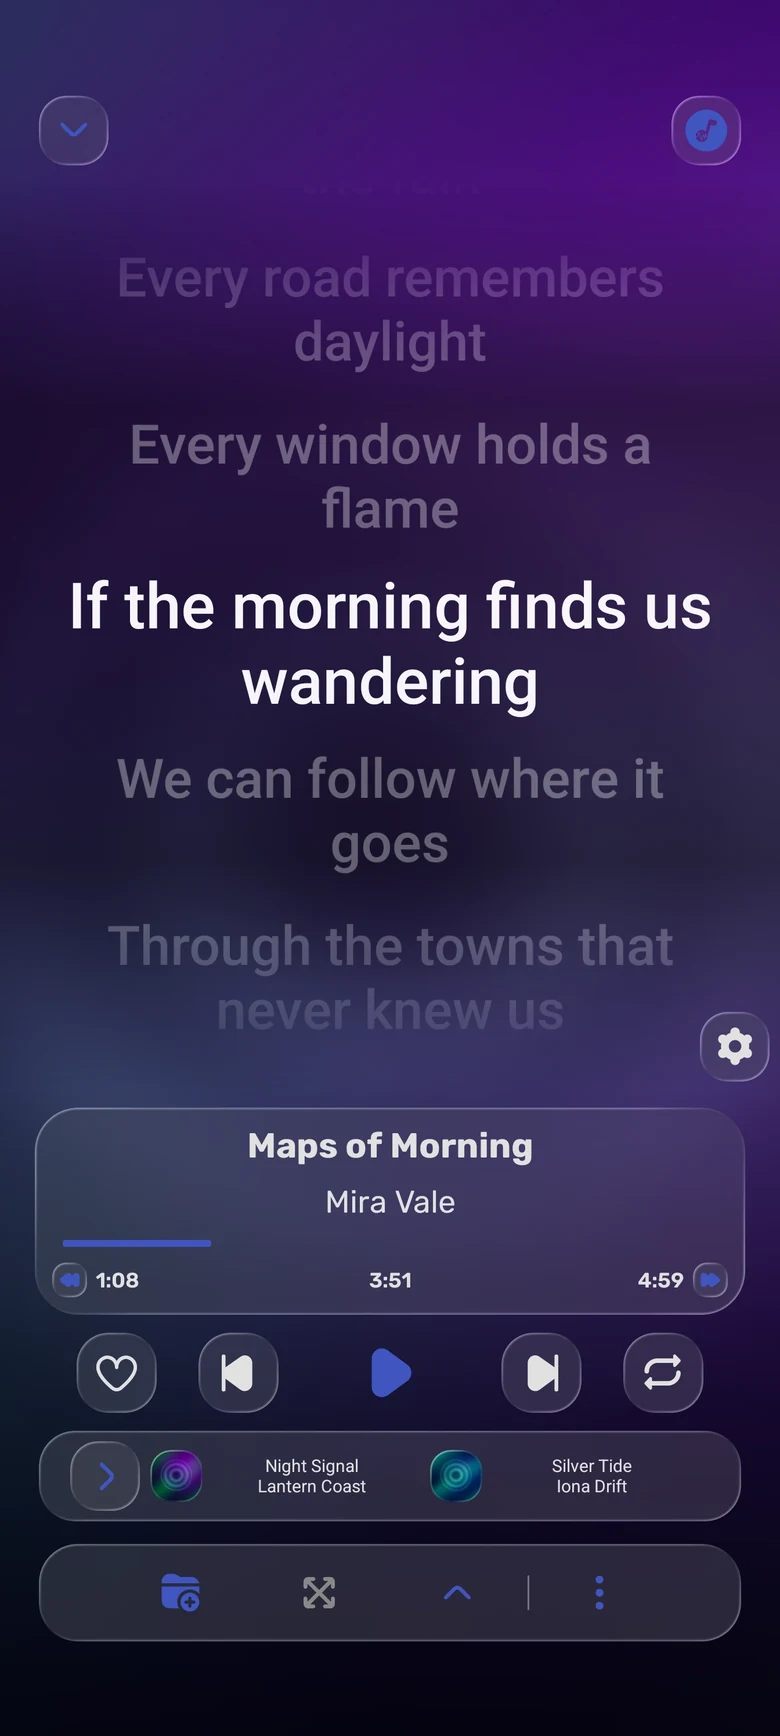 Every road remembers
daylight
Every window holds a
flame
If the morning finds us
wandering
We can follow where it
goes
Through the towns that
never knew us
Maps of Morning
Mira Vale
1:08 3:51 4:59
Night Signal
Lantern Coast
Silver Tide
Iona Drift